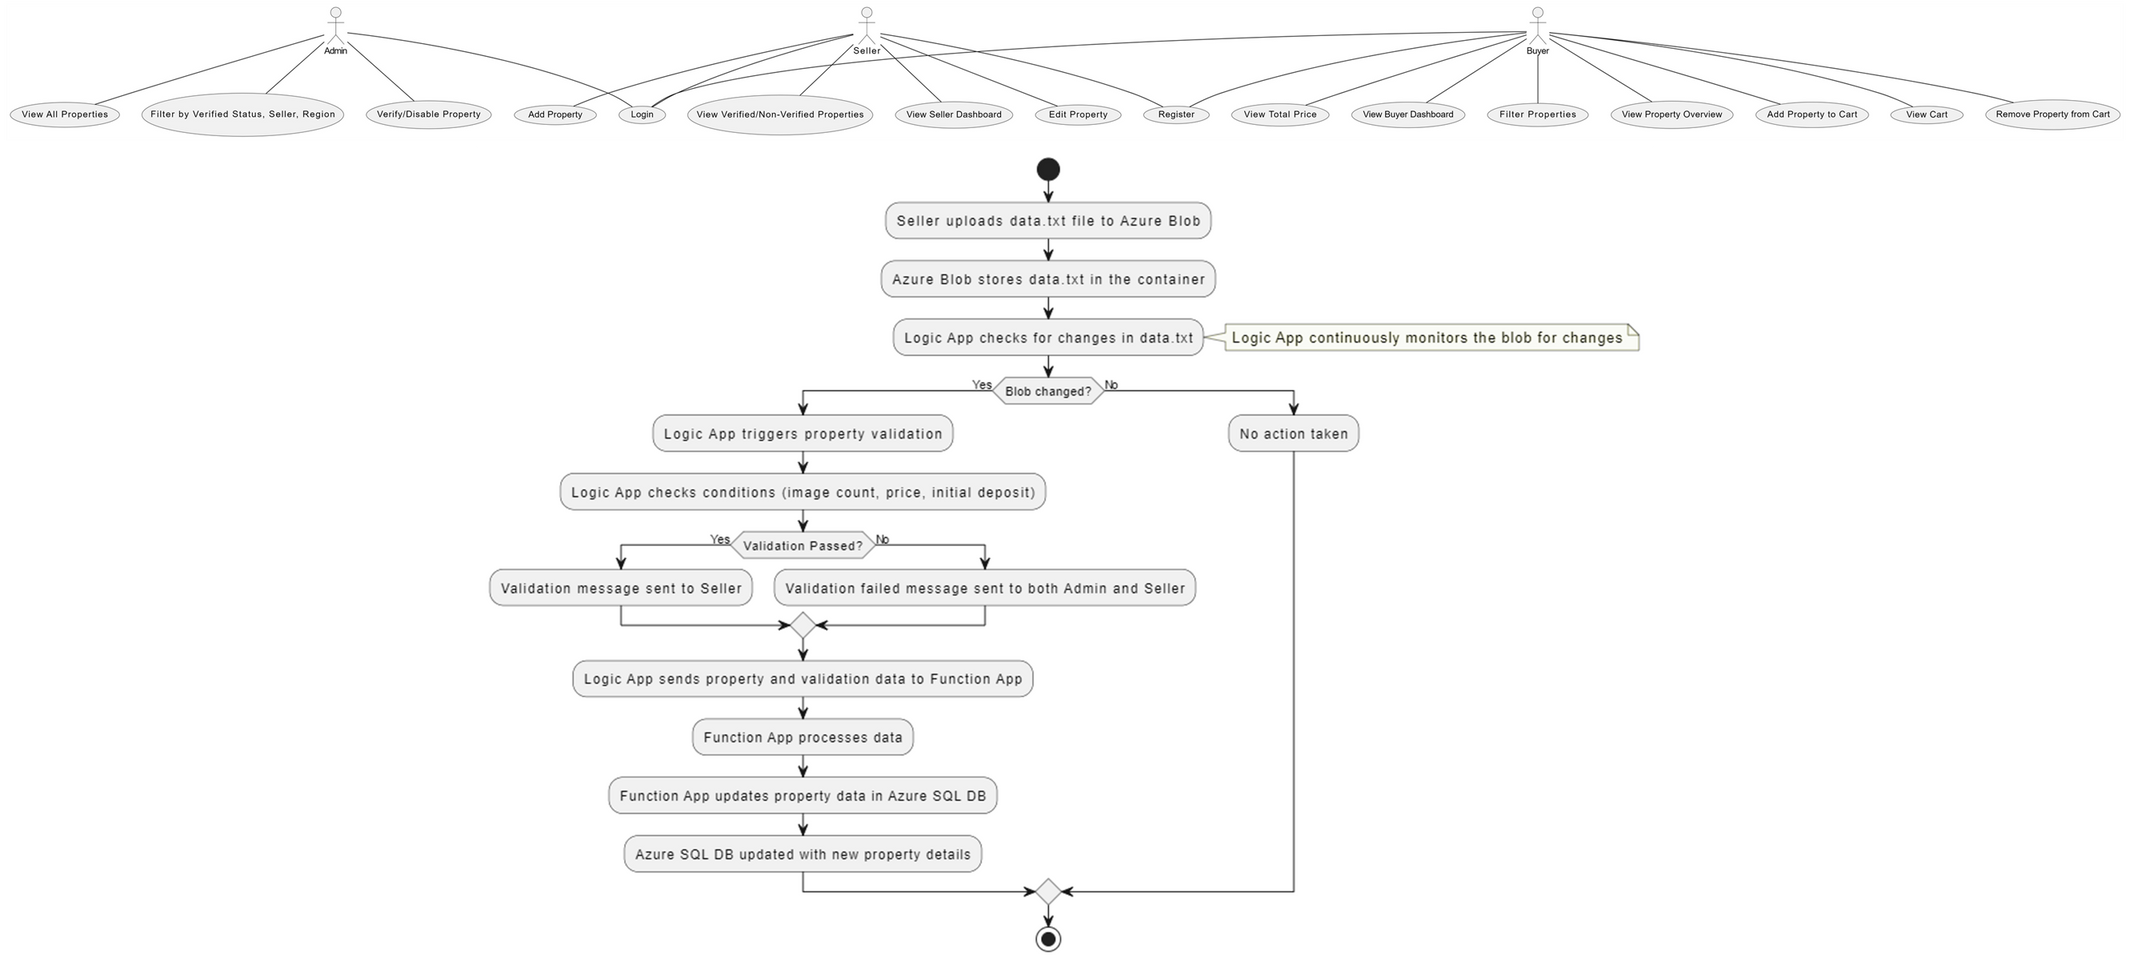 Admin
Seller
Buyer
View All Properties
Filter by Verified Status, Seller, Region
Verify/Disable Property
Add Property
Login
View Verified/Non-Verified Properties
View Seller Dashboard
Edit Property
Register
View Total Price
View Buyer Dashboard
Filter Properties
View Property Overview
Add Property to Cart
View Cart
Remove Property from Cart
Seller uploads data.txt file to Azure Blob
Azure Blob stores data.txt in the container
Logic App checks for changes in data.txt
Logic App continuously monitors the blob for changes
Yes
Blob changed?
No
Logic App triggers property validation
No action taken
Logic App checks conditions (image count, price, initial deposit)
Yes
Validation Passed?
No
Validation message sent to Seller
Validation failed message sent to both Admin and Seller
Logic App sends property and validation data to Function App
Function App processes data
Function App updates property data in Azure SQL DB
Azure SQL DB updated with new property details